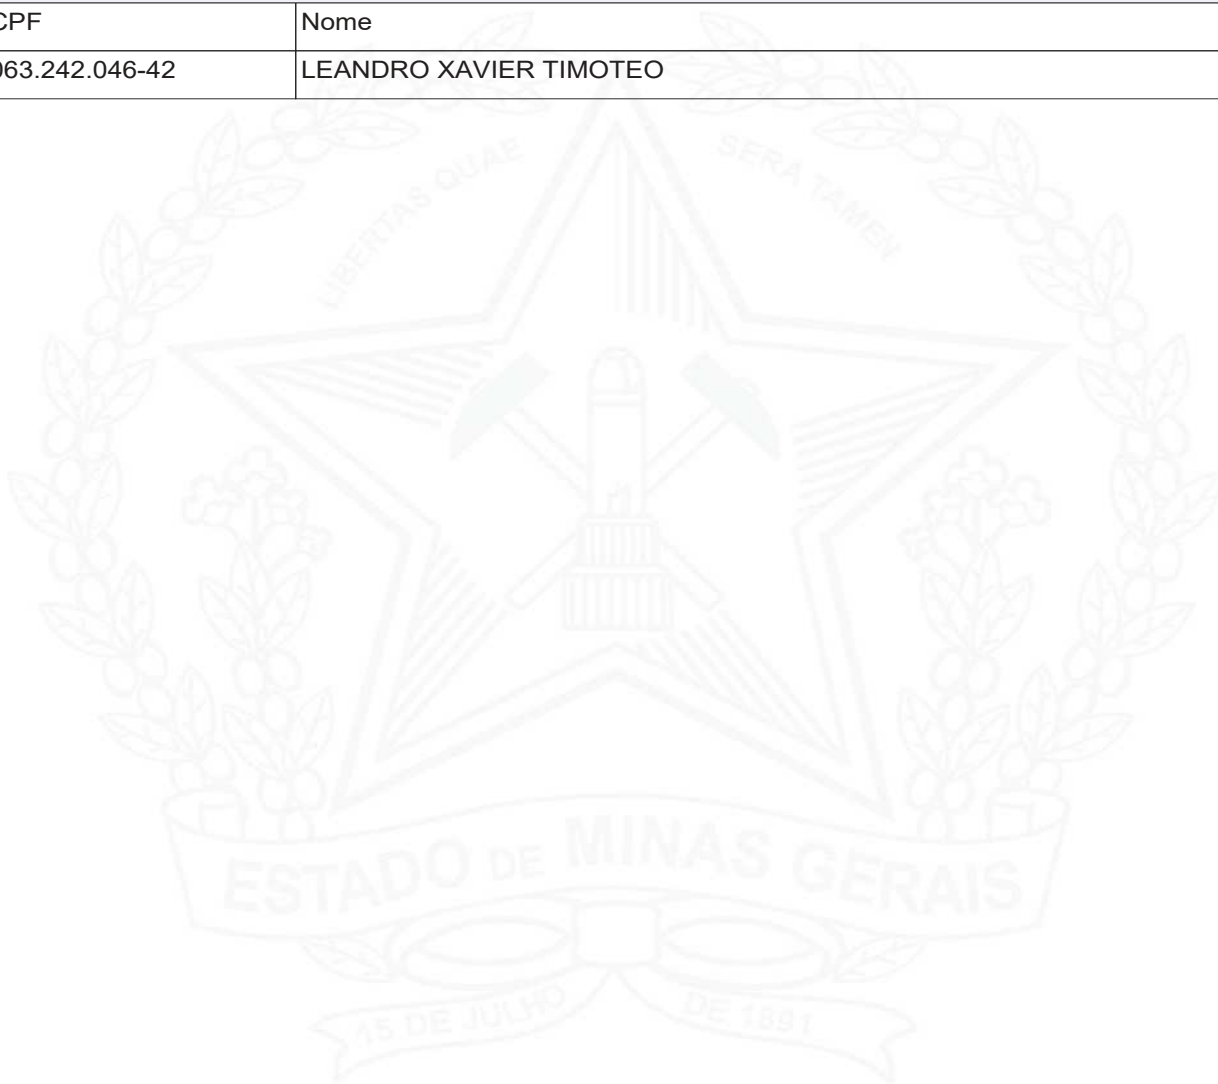 CPF Nome
063.242.046-42 LEANDRO XAVIER TIMOTEO
LIBERTAS QUAE SERA TAMEN
ESTADO DE MINAS GERAIS
15 DE JULHO DE 1891